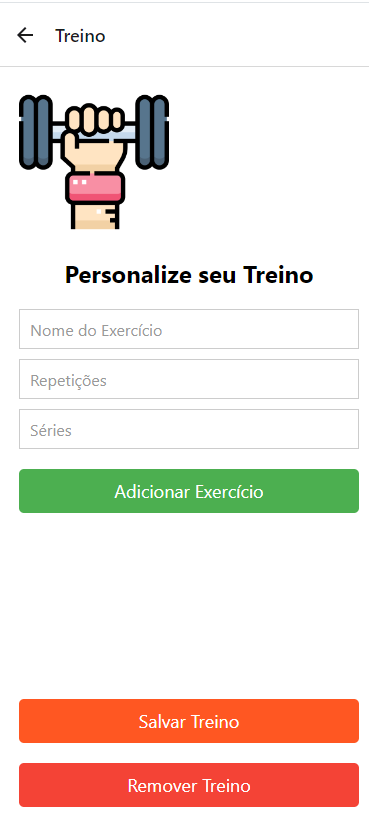 Treino
Personalize seu Treino
Nome do Exercício
Repetições
Séries
Adicionar Exercício
Salvar Treino
Remover Treino